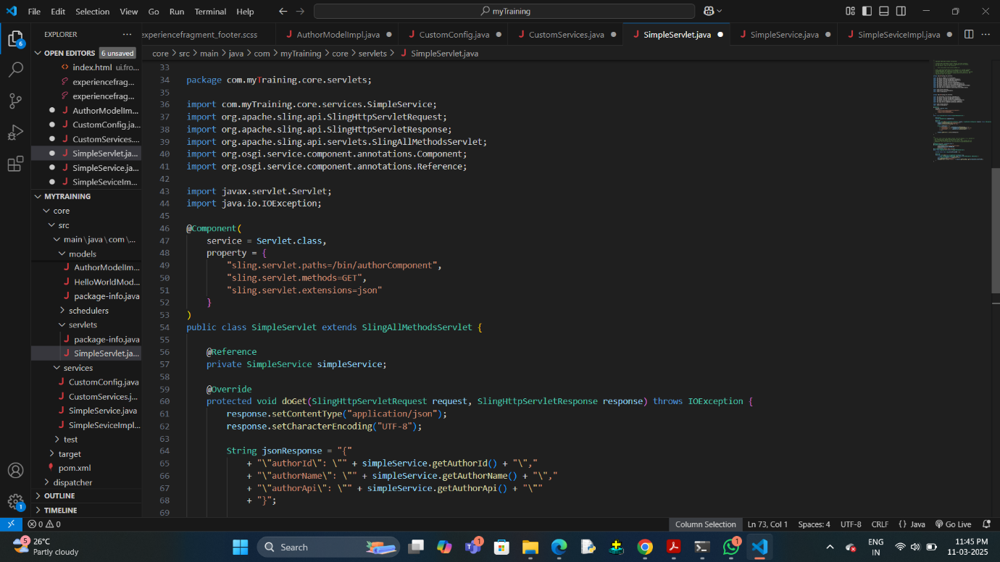 File Edit Selection View Go Run Terminal Help
myTraining
EXPLORER
experiencefragment_footer.scss AuthorModelImpl.java CustomConfig.java CustomServices.java SimpleServlet.java SimpleService.java SimpleSeviceImpl.java
core > src > main > java > com > myTraining > core > servlets > SimpleServlet.java
6
OPEN EDITORS 6 unsaved
index.html ui.fro...
experiencefrag...
experiencefrag...
AuthorModelIm...
CustomConfig.ja...
CustomServices....
SimpleServlet.ja...
SimpleService.ja...
SimpleSeviceIm...
MYTRAINING
core
src
main\java\com\...
models
AuthorModelIm...
HelloWorldMod...
package-info.java
schedulers
servlets
package-info.java
SimpleServlet.ja...
services
CustomConfig.java
CustomServices.j...
SimpleService.java
SimpleSeviceImpl...
test
target
pom.xml
dispatcher
OUTLINE
TIMELINE
1
33
34 package com.myTraining.core.servlets;
35
36 import com.myTraining.core.services.SimpleService;
37 import org.apache.sling.api.SlingHttpServletRequest;
38 import org.apache.sling.api.SlingHttpServletResponse;
39 import org.apache.sling.api.servlets.SlingAllMethodsServlet;
40 import org.osgi.service.component.annotations.Component;
41 import org.osgi.service.component.annotations.Reference;
42
43 import javax.servlet.Servlet;
44 import java.io.IOException;
45
46 @Component(
47 service = Servlet.class,
48 property = {
49 "sling.servlet.paths=/bin/authorComponent",
50 "sling.servlet.methods=GET",
51 "sling.servlet.extensions=json"
52 }
53 )
54 public class SimpleServlet extends SlingAllMethodsServlet {
55
56 @Reference
57 private SimpleService simpleService;
58
59 @Override
60 protected void doGet(SlingHttpServletRequest request, SlingHttpServletResponse response) throws IOException {
61 response.setContentType("application/json");
62 response.setCharacterEncoding("UTF-8");
63
64 String jsonResponse = "{"
65 + "\"authorId\": \"" + simpleService.getAuthorId() + "\","
66 + "\"authorName\": \"" + simpleService.getAuthorName() + "\","
67 + "\"authorApi\": \"" + simpleService.getAuthorApi() + "\""
68 + "}";
69
0 0 Column Selection Ln 73, Col 1 Spaces: 4 UTF-8 CRLF {} Java Go Live
5 26°C
Partly cloudy
Search
1
1
ENG
IN
11:45 PM
11-03-2025